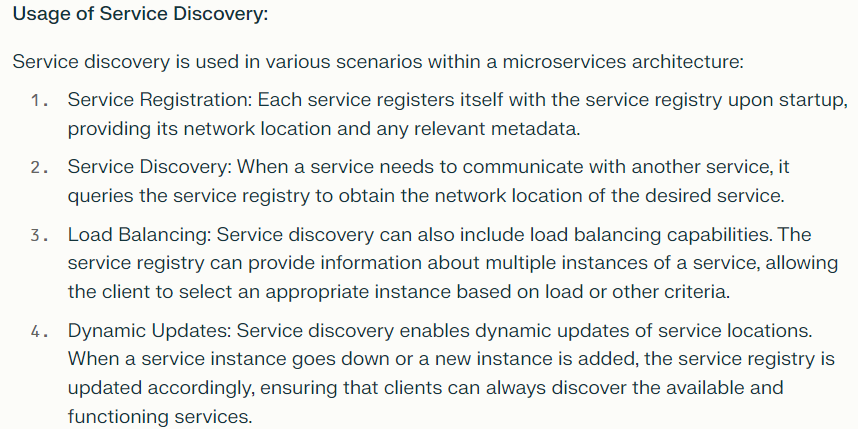 Usage of Service Discovery:
Service discovery is used in various scenarios within a microservices architecture:
1. Service Registration: Each service registers itself with the service registry upon startup,
providing its network location and any relevant metadata.
2. Service Discovery: When a service needs to communicate with another service, it
queries the service registry to obtain the network location of the desired service.
3. Load Balancing: Service discovery can also include load balancing capabilities. The
service registry can provide information about multiple instances of a service, allowing
the client to select an appropriate instance based on load or other criteria.
4. Dynamic Updates: Service discovery enables dynamic updates of service locations.
When a service instance goes down or a new instance is added, the service registry is
updated accordingly, ensuring that clients can always discover the available and
functioning services.